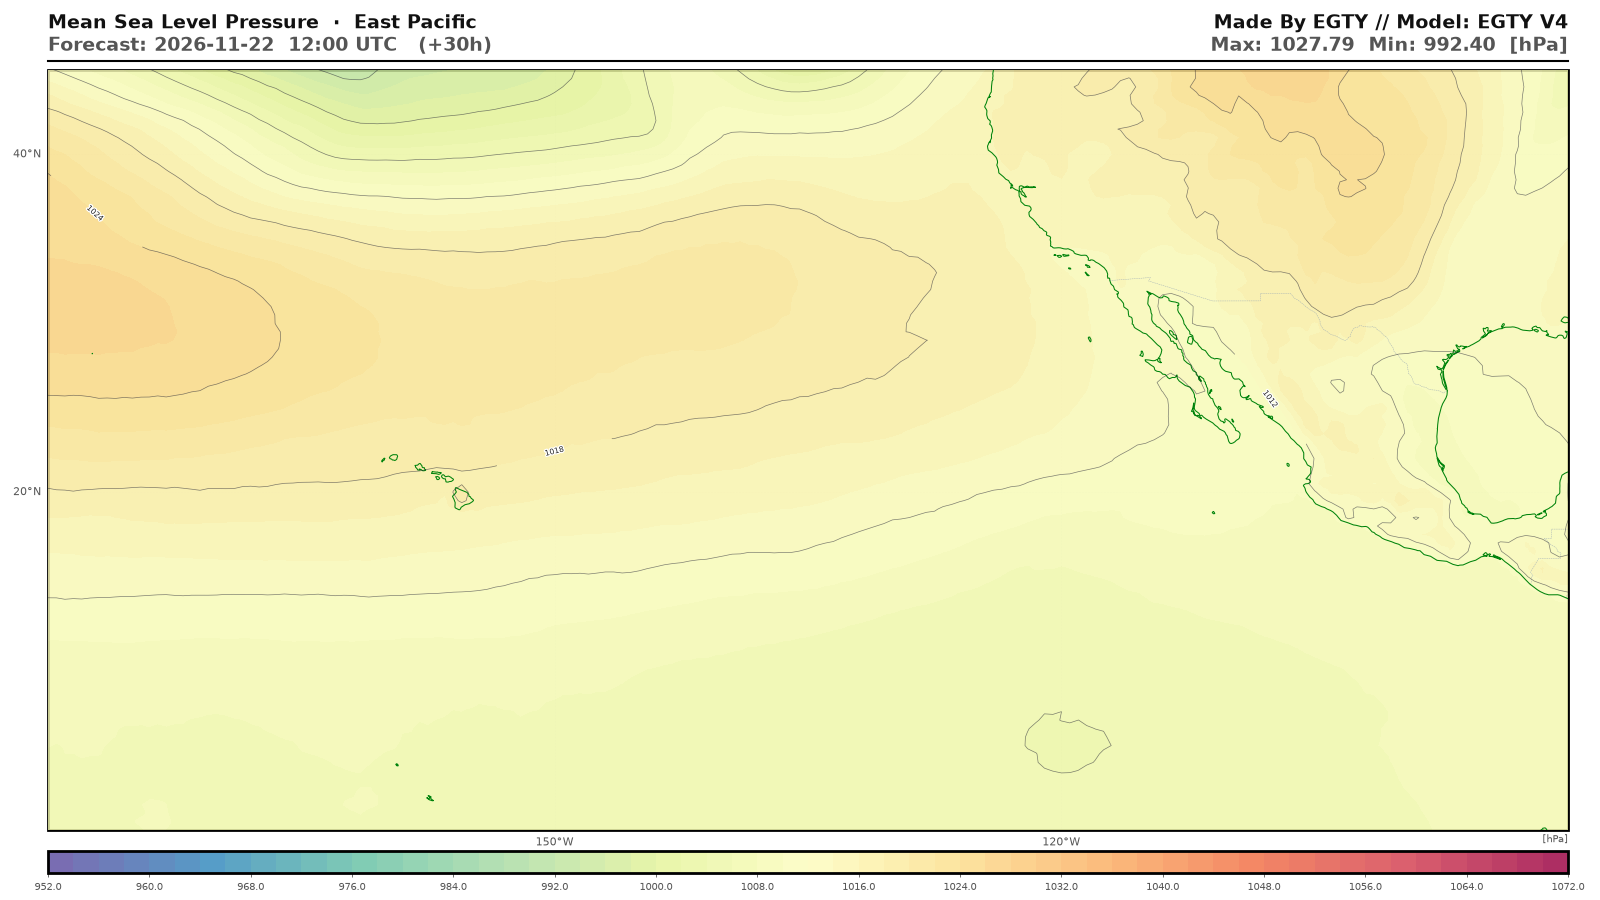 Mean Sea Level Pressure · East Pacific
Made By EGTY // Model: EGTY V4
Forecast: 2026-11-22 12:00 UTC (+30h)
Max: 1027.79 Min: 992.40 [hPa]
40°N
1024
1012
1018
20°N
150°W
120°W
[hPa]
952.0 960.0 968.0 976.0 984.0 992.0 1000.0 1008.0 1016.0 1024.0 1032.0 1040.0 1048.0 1056.0 1064.0 1072.0